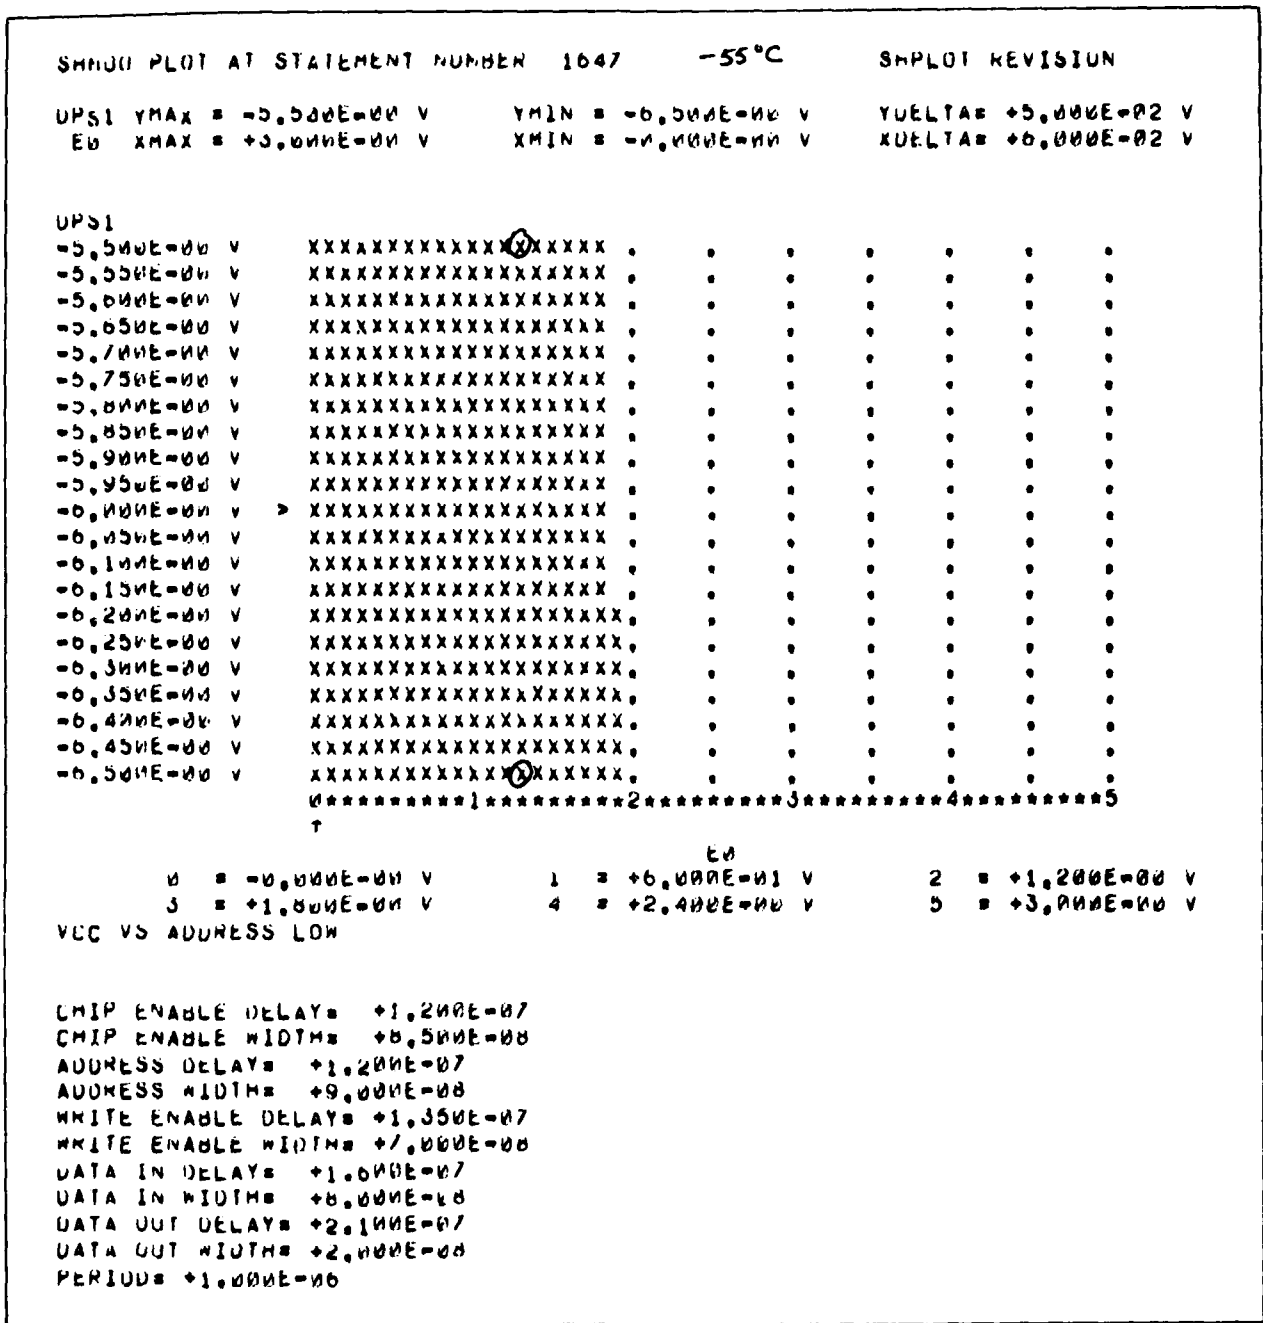 SHMOO PLOT AT STATEMENT NUMBER 1647 -55°C SHPLOT REVISION
UPS1 YMAX = -5,500E-00 V YMIN = -6,500E-00 V YDELTA= +5,000E-02 V
E0 XMAX = +3,000E-00 V XMIN = -0,000E-00 V XDELTA= +6,000E-02 V
UPS1
-5,500E-00 V XXXXXXXXXXXXXXXXXXX . . . . . . .
-5,550E-00 V XXXXXXXXXXXXXXXXXXX . . . . . . .
-5,600E-00 V XXXXXXXXXXXXXXXXXXX . . . . . . .
-5,650E-00 V XXXXXXXXXXXXXXXXXXX . . . . . . .
-5,700E-00 V XXXXXXXXXXXXXXXXXXX . . . . . . .
-5,750E-00 V XXXXXXXXXXXXXXXXXXX . . . . . . .
-5,800E-00 V XXXXXXXXXXXXXXXXXXX . . . . . . .
-5,850E-00 V XXXXXXXXXXXXXXXXXXX . . . . . . .
-5,900E-00 V XXXXXXXXXXXXXXXXXXX . . . . . . .
-5,950E-00 V XXXXXXXXXXXXXXXXXXX . . . . . . .
-6,000E-00 V > XXXXXXXXXXXXXXXXXXX . . . . . . .
-6,050E-00 V XXXXXXXXXXXXXXXXXXX . . . . . . .
-6,100E-00 V XXXXXXXXXXXXXXXXXXX . . . . . . .
-6,150E-00 V XXXXXXXXXXXXXXXXXXX . . . . . . .
-6,200E-00 V XXXXXXXXXXXXXXXXXXXX. . . . . . .
-6,250E-00 V XXXXXXXXXXXXXXXXXXXX. . . . . . .
-6,300E-00 V XXXXXXXXXXXXXXXXXXXX. . . . . . .
-6,350E-00 V XXXXXXXXXXXXXXXXXXXX. . . . . . .
-6,400E-00 V XXXXXXXXXXXXXXXXXXXX. . . . . . .
-6,450E-00 V XXXXXXXXXXXXXXXXXXXX. . . . . . .
-6,500E-00 V XXXXXXXXXXXXXXXXXXXX. . . . . . .
0*********1*********2*********3*********4*********5
↑
E0
0 = -0,000E-00 V 1 = +6,000E-01 V 2 = +1,200E-00 V
3 = +1,800E-00 V 4 = +2,400E-00 V 5 = +3,000E-00 V
VCC VS ADDRESS LOW
CHIP ENABLE DELAY= +1,200E-07
CHIP ENABLE WIDTH= +8,500E-08
ADDRESS DELAY= +1,200E-07
ADDRESS WIDTH= +9,000E-08
WRITE ENABLE DELAY= +1,350E-07
WRITE ENABLE WIDTH= +7,000E-08
DATA IN DELAY= +1,600E-07
DATA IN WIDTH= +8,000E-08
DATA OUT DELAY= +2,100E-07
DATA OUT WIDTH= +2,000E-08
PERIOD= +1,000E-06